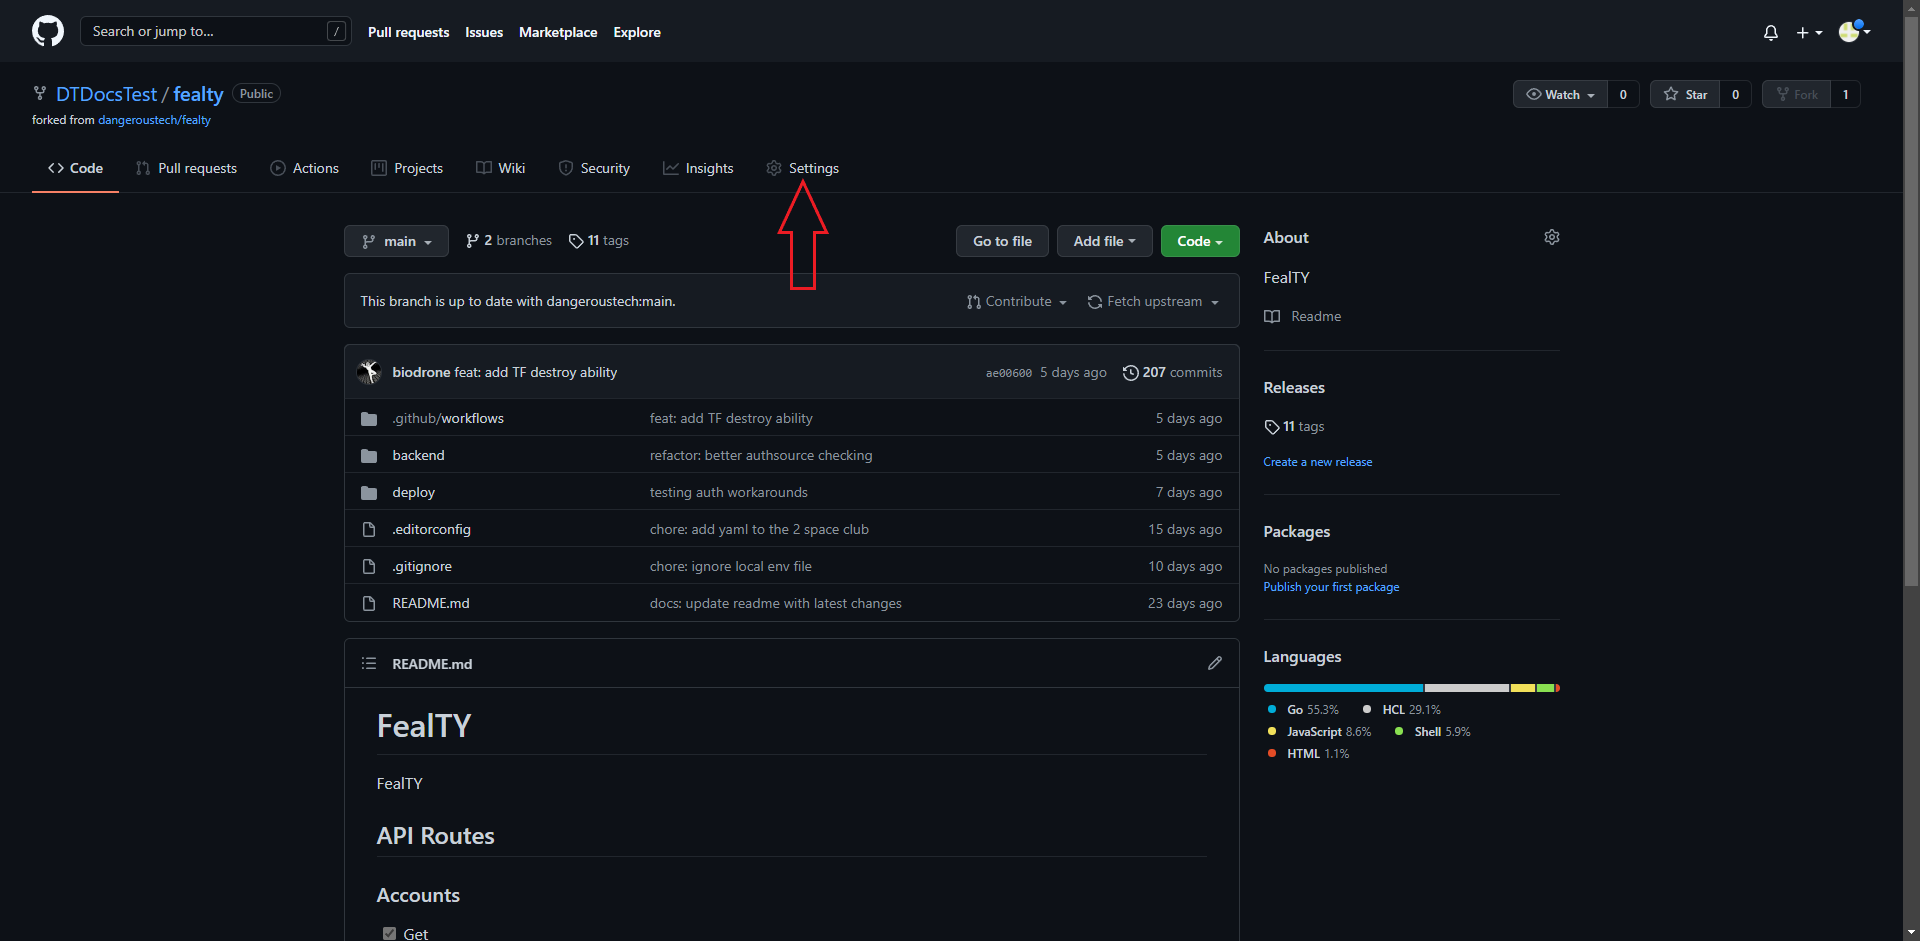 Search or jump to... /
Pull requests Issues Marketplace Explore
DTDocsTest / fealty Public
Watch 0 Star 0 Fork 1
forked from dangeroustech/fealty
Code Pull requests Actions Projects Wiki Security Insights Settings
main 2 branches 11 tags Go to file Add file Code
This branch is up to date with dangeroustech:main. Contribute Fetch upstream
biodrone feat: add TF destroy ability ae00600 5 days ago 207 commits
.github/workflows feat: add TF destroy ability 5 days ago
backend refactor: better authsource checking 5 days ago
deploy testing auth workarounds 7 days ago
.editorconfig chore: add yaml to the 2 space club 15 days ago
.gitignore chore: ignore local env file 10 days ago
README.md docs: update readme with latest changes 23 days ago
README.md
FealTY
FealTY
API Routes
Accounts
Get
About
FealTY
Readme
Releases
11 tags
Create a new release
Packages
No packages published
Publish your first package
Languages
Go 55.3% HCL 29.1%
JavaScript 8.6% Shell 5.9%
HTML 1.1%